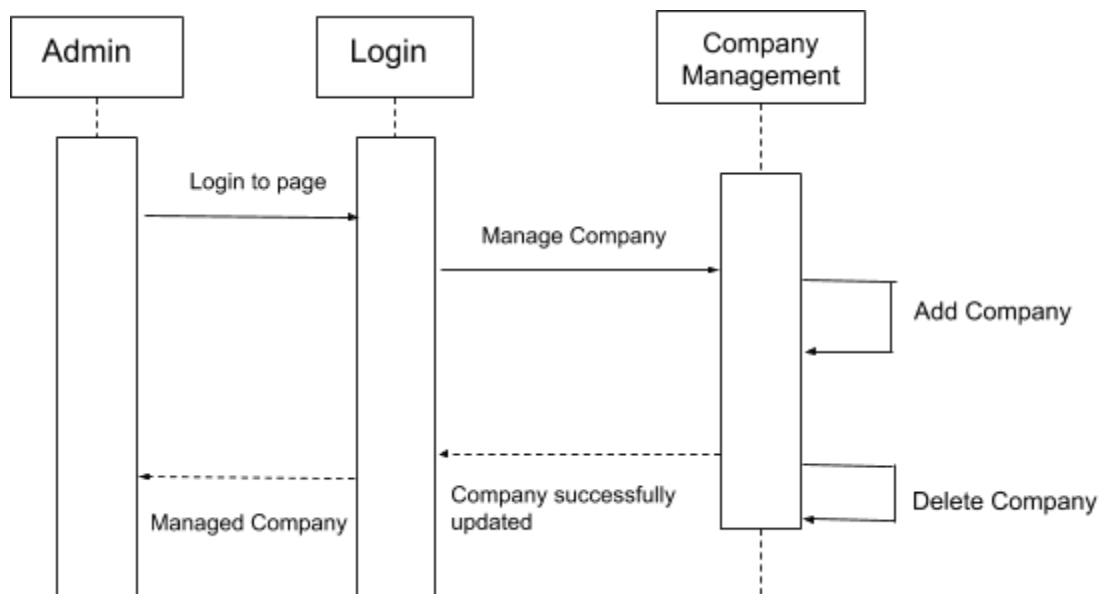 Admin
Login
Company
Management
Login to page
Manage Company
Add Company
Company successfully
updated
Delete Company
Managed Company